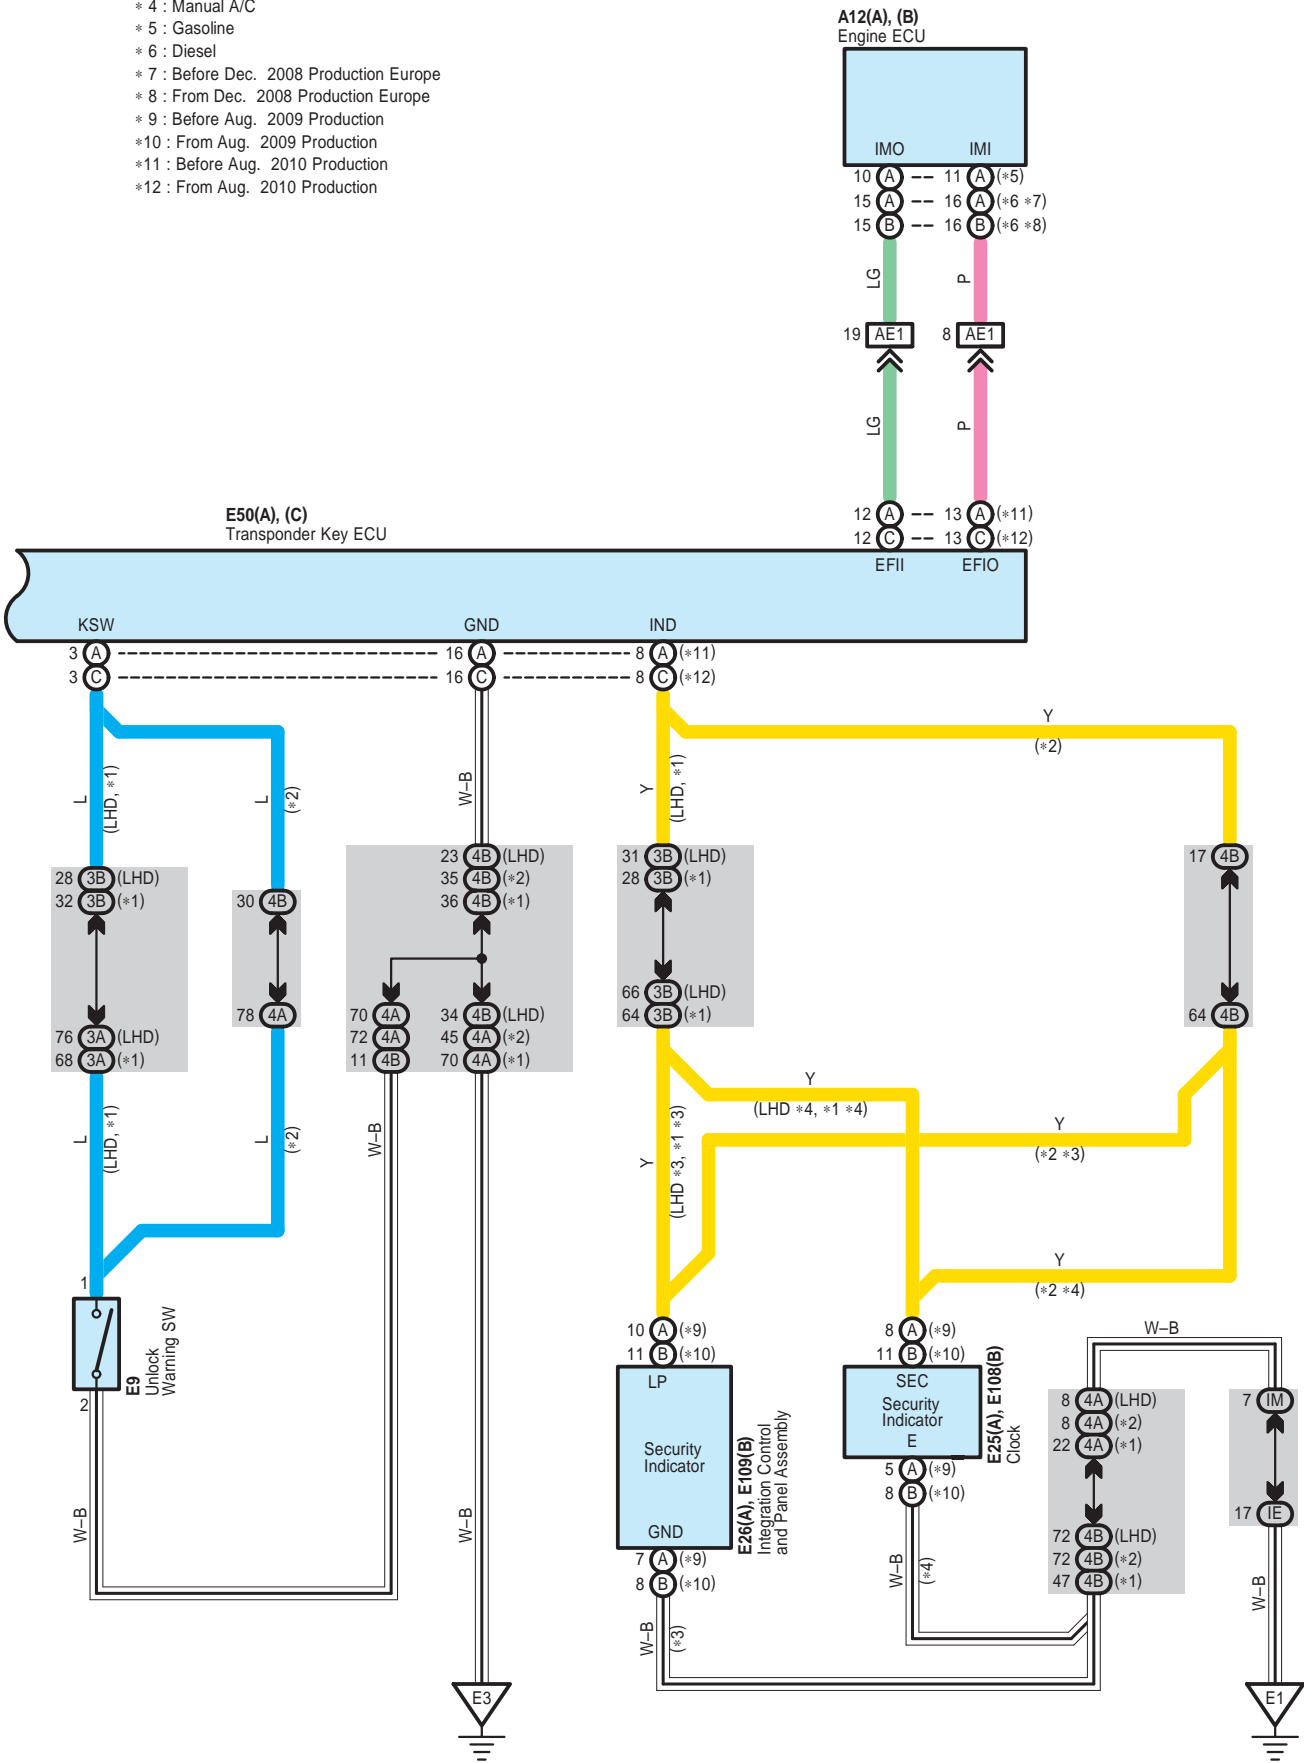 * 4 : Manual A/C
* 5 : Gasoline
* 6 : Diesel
* 7 : Before Dec. 2008 Production Europe
* 8 : From Dec. 2008 Production Europe
* 9 : Before Aug. 2009 Production
*10 : From Aug. 2009 Production
*11 : Before Aug. 2010 Production
*12 : From Aug. 2010 Production
A12(A), (B)
Engine ECU
IMO IMI
10 A 11 A (*5)
15 A 16 A (*6 *7)
15 B 16 B (*6 *8)
LG P
19 AE1 8 AE1
LG P
12 A 13 A (*11)
12 C 13 C (*12)
EFII EFIO
E50(A), (C)
Transponder Key ECU
KSW GND IND
3 A 16 A 8 A (*11)
3 C 16 C 8 C (*12)
L
(LHD, *1)
L
(*2)
W-B
Y
(LHD, *1)
Y
(*2)
28 3B (LHD)
32 3B (*1)
30 4B
23 4B (LHD)
35 4B (*2)
36 4B (*1)
31 3B (LHD)
28 3B (*1)
17 4B
76 3A (LHD)
68 3A (*1)
78 4A
70 4A
72 4A
11 4B
34 4B (LHD)
45 4A (*2)
70 4A (*1)
66 3B (LHD)
64 3B (*1)
64 4B
L
(LHD, *1)
L
(*2)
W-B
Y
(LHD *3, *1 *3)
Y
(LHD *4, *1 *4)
Y
(*2 *3)
Y
(*2 *4)
1
2
E9
Unlock
Warning SW
10 A (*9)
11 B (*10)
LP
Security
Indicator
GND
7 A (*9)
8 B (*10)
E26(A), E109(B)
Integration Control
and Panel Assembly
8 A (*9)
11 B (*10)
SEC
Security
Indicator
E
5 A (*9)
8 B (*10)
E25(A), E108(B)
Clock
W-B
8 4A (LHD)
8 4A (*2)
22 4A (*1)
72 4B (LHD)
72 4B (*2)
47 4B (*1)
7 IM
17 IE
W-B
W-B
W-B
(*3)
W-B
(*4)
W-B
E3
E1